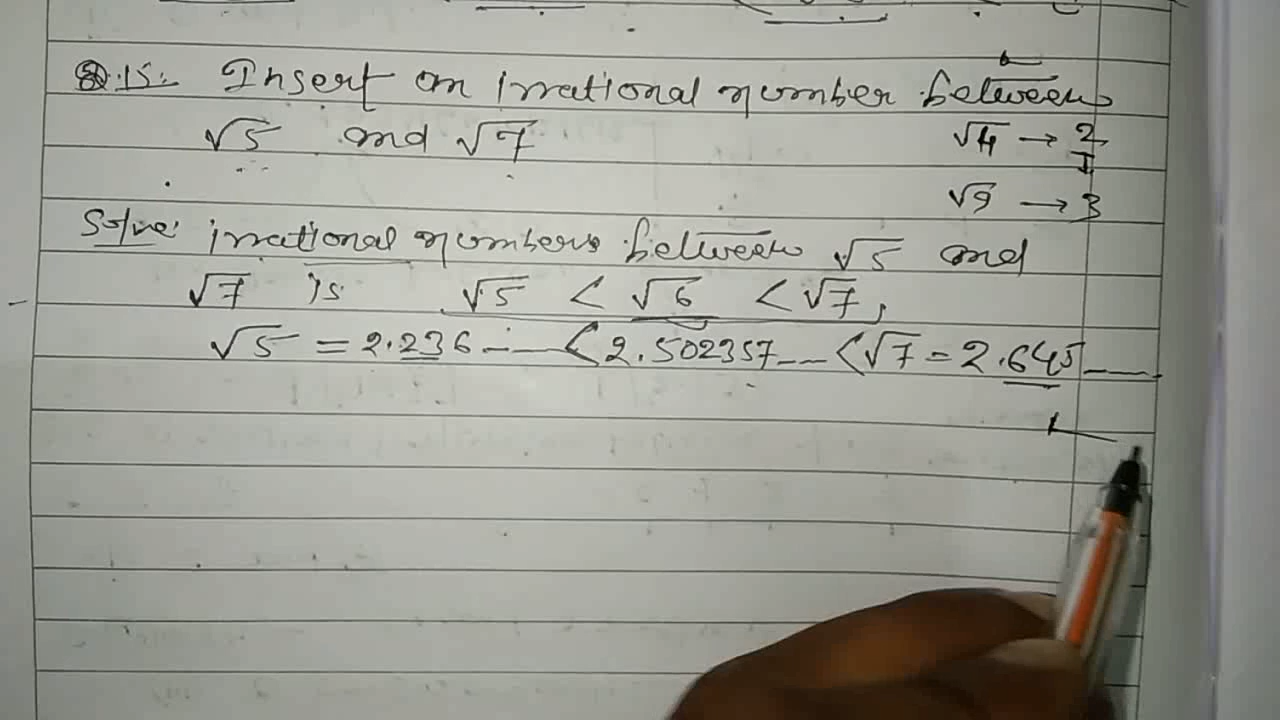 Q.15. Insert an irrational number between
√5 and √7
√4 → 2
√9 → 3
Solve: irrational numbers between √5 and
√7 is √5 < √6 < √7,
√5 = 2.236 ... < 2.502357... < √7 = 2.645